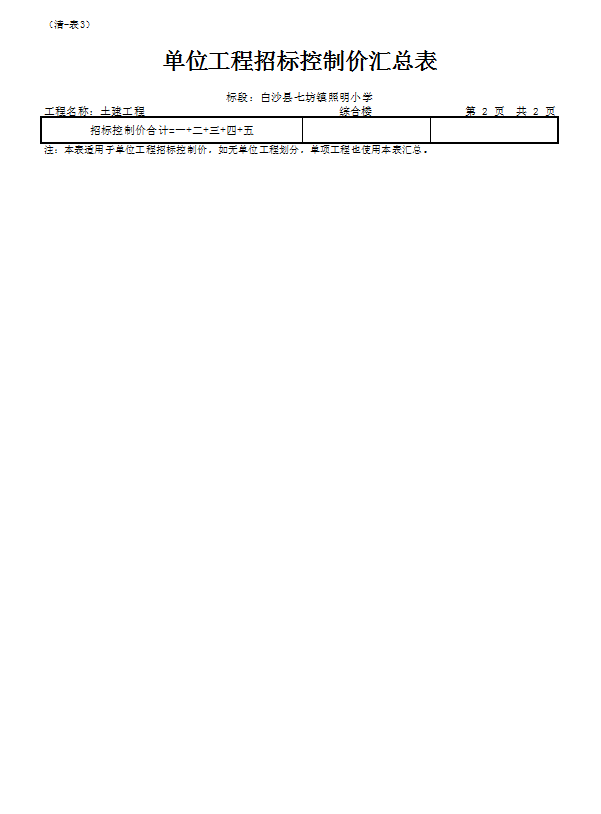 （清-表3）
单位工程招标控制价汇总表
标段：白沙县七坊镇照明小学
工程名称：土建工程 综合楼 第 2 页 共 2 页
招标控制价合计=一+二+三+四+五
注：本表适用于单位工程招标控制价，如无单位工程划分，单项工程也使用本表汇总。